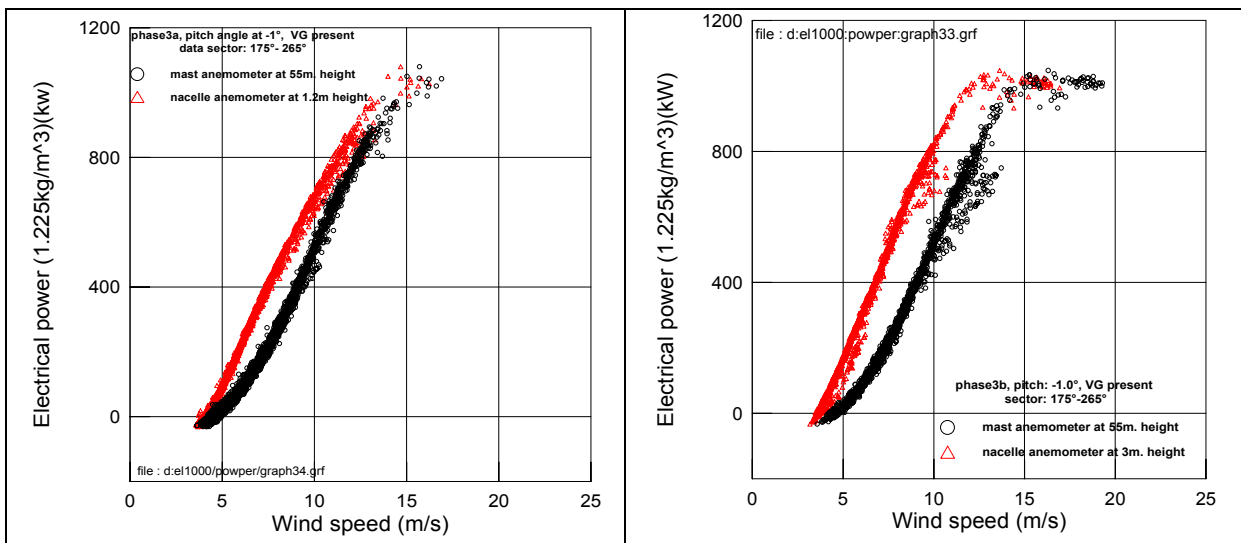 1200
phase3a, pitch angle at -1°, VG present
data sector: 175°- 265°
mast anemometer at 55m. height
nacelle anemometer at 1.2m height
800
400
0
Electrical power (1.225kg/m^3)(kW)
file : d:el1000/powper/graph34.grf
0 5 10 15 20 25
Wind speed (m/s)
1200
file : d:el1000:powper:graph33.grf
800
400
0
Electrical power (1.225kg/m^3)(kW)
phase3b, pitch: -1.0°, VG present
sector: 175°-265°
mast anemometer at 55m. height
nacelle anemometer at 3m. height
0 5 10 15 20 25
Wind speed (m/s)